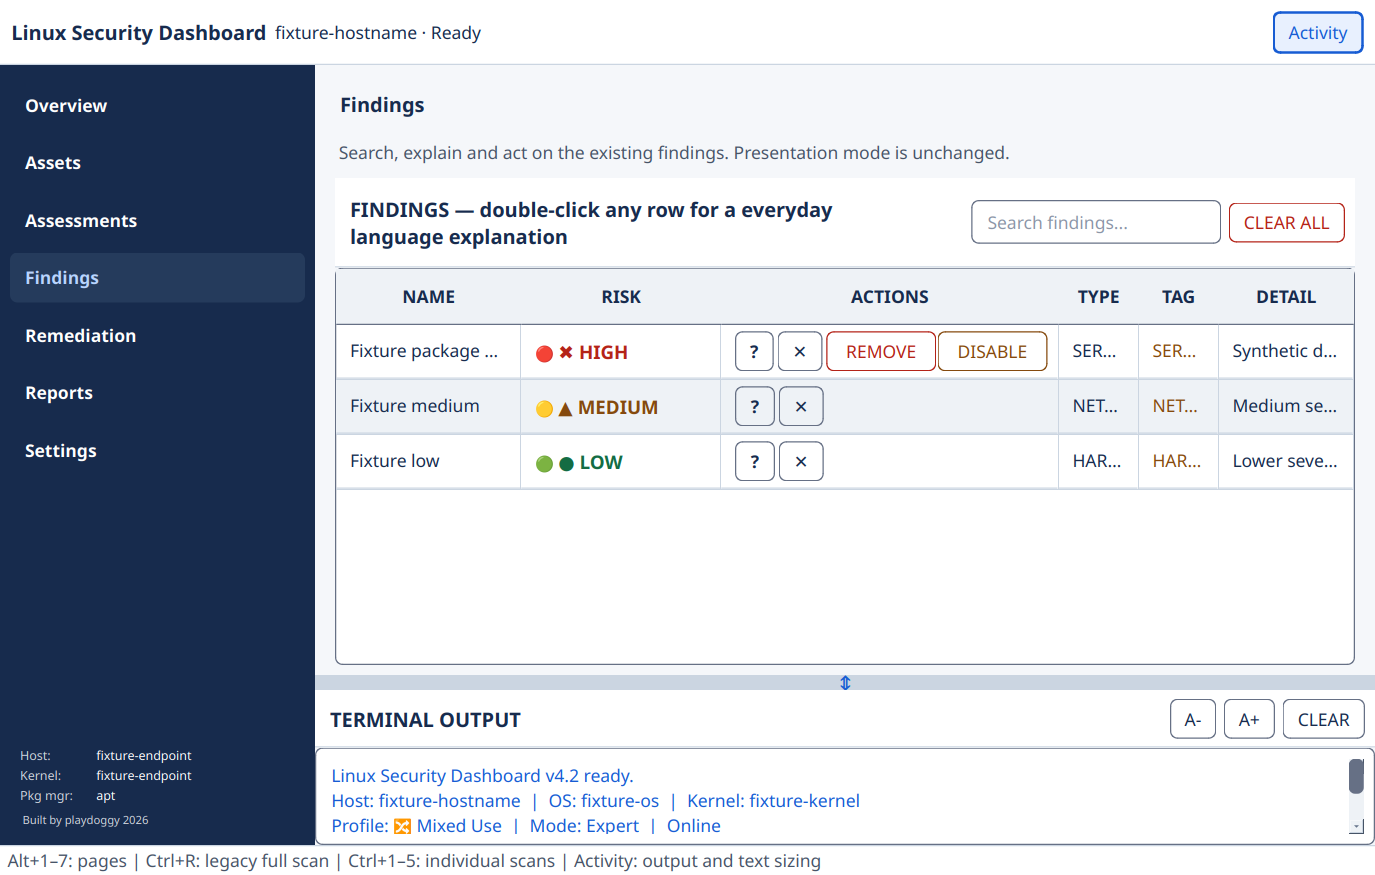 Linux Security Dashboard fixture-hostname · Ready
Activity
Overview
Assets
Assessments
Findings
Remediation
Reports
Settings
Host: fixture-endpoint
Kernel: fixture-endpoint
Pkg mgr: apt
Built by playdoggy 2026
Findings
Search, explain and act on the existing findings. Presentation mode is unchanged.
FINDINGS — double-click any row for a everyday
language explanation
Search findings...
CLEAR ALL
NAME RISK ACTIONS TYPE TAG DETAIL
Fixture package ... 🔴 ✖ HIGH ? × REMOVE DISABLE SER... SER... Synthetic d...
Fixture medium 🟡 ▲ MEDIUM ? × NET... NET... Medium se...
Fixture low 🟢 ● LOW ? × HAR... HAR... Lower seve...
⇕
TERMINAL OUTPUT
A- A+ CLEAR
Linux Security Dashboard v4.2 ready.
Host: fixture-hostname | OS: fixture-os | Kernel: fixture-kernel
Profile: 🔀 Mixed Use | Mode: Expert | Online
Alt+1–7: pages | Ctrl+R: legacy full scan | Ctrl+1–5: individual scans | Activity: output and text sizing